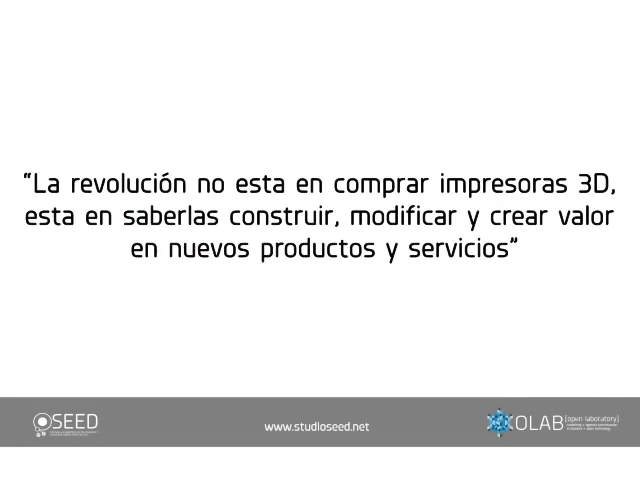 “La revolución no esta en comprar impresoras 3D,
esta en saberlas construir, modificar y crear valor
en nuevos productos y servicios”
SEED
www.studioseed.net
OLAB [open laboratory]